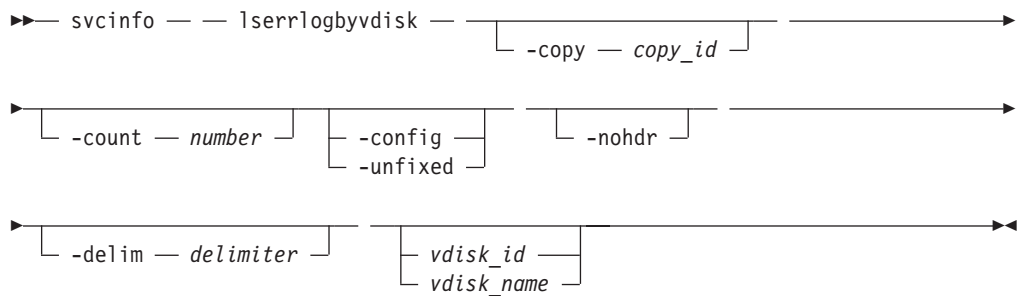 svcinfo lserrlogbyvdisk
-copy copy_id
-count number -config -nohdr
-unfixed
-delim delimiter vdisk_id
vdisk_name